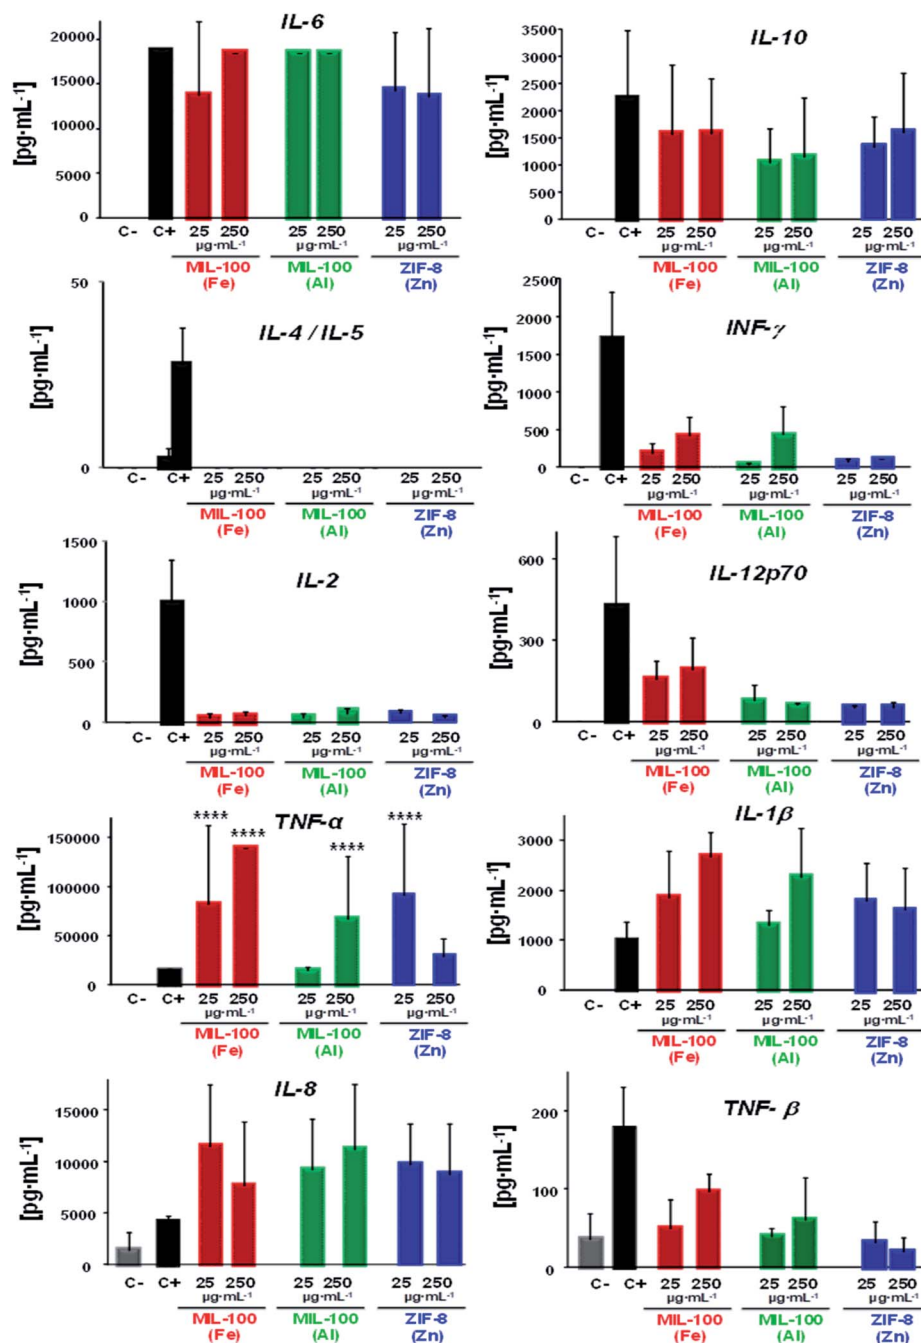 IL-6
[pg·mL⁻¹]
20000
15000
10000
5000
0
C- C+ 25 250 25 250 25 250
µg·mL⁻¹ µg·mL⁻¹ µg·mL⁻¹
MIL-100 (Fe) MIL-100 (Al) ZIF-8 (Zn)
IL-10
[pg·mL⁻¹]
3500
3000
2500
2000
1500
1000
500
0
C- C+ 25 250 25 250 25 250
µg·mL⁻¹ µg·mL⁻¹ µg·mL⁻¹
MIL-100 (Fe) MIL-100 (Al) ZIF-8 (Zn)
IL-4 / IL-5
[pg·mL⁻¹]
50
0
C- C+ 25 250 25 250 25 250
µg·mL⁻¹ µg·mL⁻¹ µg·mL⁻¹
MIL-100 (Fe) MIL-100 (Al) ZIF-8 (Zn)
INF-γ
[pg·mL⁻¹]
2500
2000
1500
1000
500
0
C- C+ 25 250 25 250 25 250
µg·mL⁻¹ µg·mL⁻¹ µg·mL⁻¹
MIL-100 (Fe) MIL-100 (Al) ZIF-8 (Zn)
IL-2
[pg·mL⁻¹]
1500
1000
500
0
C- C+ 25 250 25 250 25 250
µg·mL⁻¹ µg·mL⁻¹ µg·mL⁻¹
MIL-100 (Fe) MIL-100 (Al) ZIF-8 (Zn)
IL-12p70
[pg·mL⁻¹]
600
300
0
C- C+ 25 250 25 250 25 250
µg·mL⁻¹ µg·mL⁻¹ µg·mL⁻¹
MIL-100 (Fe) MIL-100 (Al) ZIF-8 (Zn)
TNF-α
[pg·mL⁻¹]
150000
100000
50000
0
**** **** **** ****
C- C+ 25 250 25 250 25 250
µg·mL⁻¹ µg·mL⁻¹ µg·mL⁻¹
MIL-100 (Fe) MIL-100 (Al) ZIF-8 (Zn)
IL-1β
[pg·mL⁻¹]
3000
2000
1000
0
C- C+ 25 250 25 250 25 250
µg·mL⁻¹ µg·mL⁻¹ µg·mL⁻¹
MIL-100 (Fe) MIL-100 (Al) ZIF-8 (Zn)
IL-8
[pg·mL⁻¹]
15000
10000
5000
0
C- C+ 25 250 25 250 25 250
µg·mL⁻¹ µg·mL⁻¹ µg·mL⁻¹
MIL-100 (Fe) MIL-100 (Al) ZIF-8 (Zn)
TNF- β
[pg·mL⁻¹]
200
100
0
C- C+ 25 250 25 250 25 250
µg·mL⁻¹ µg·mL⁻¹ µg·mL⁻¹
MIL-100 (Fe) MIL-100 (Al) ZIF-8 (Zn)